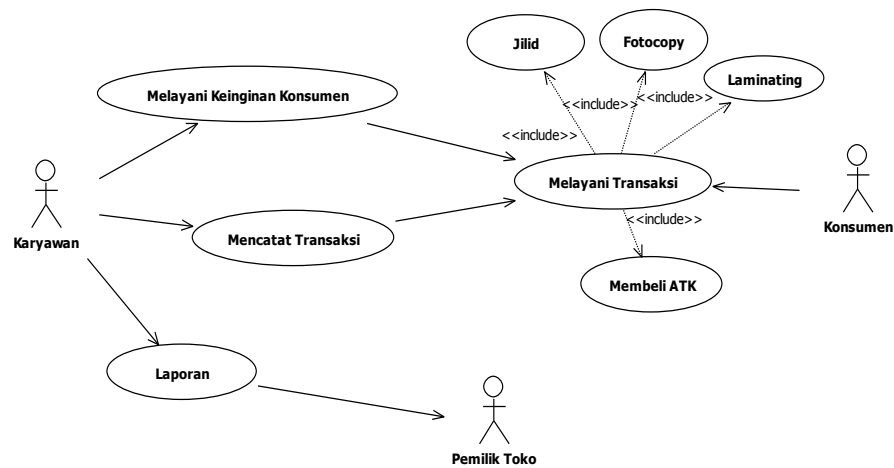 Jilid
Fotocopy
Laminating
Melayani Keinginan Konsumen
<<include>>
<<include>>
<<include>>
Melayani Transaksi
Karyawan
Mencatat Transaksi
<<include>>
Konsumen
Membeli ATK
Laporan
Pemilik Toko